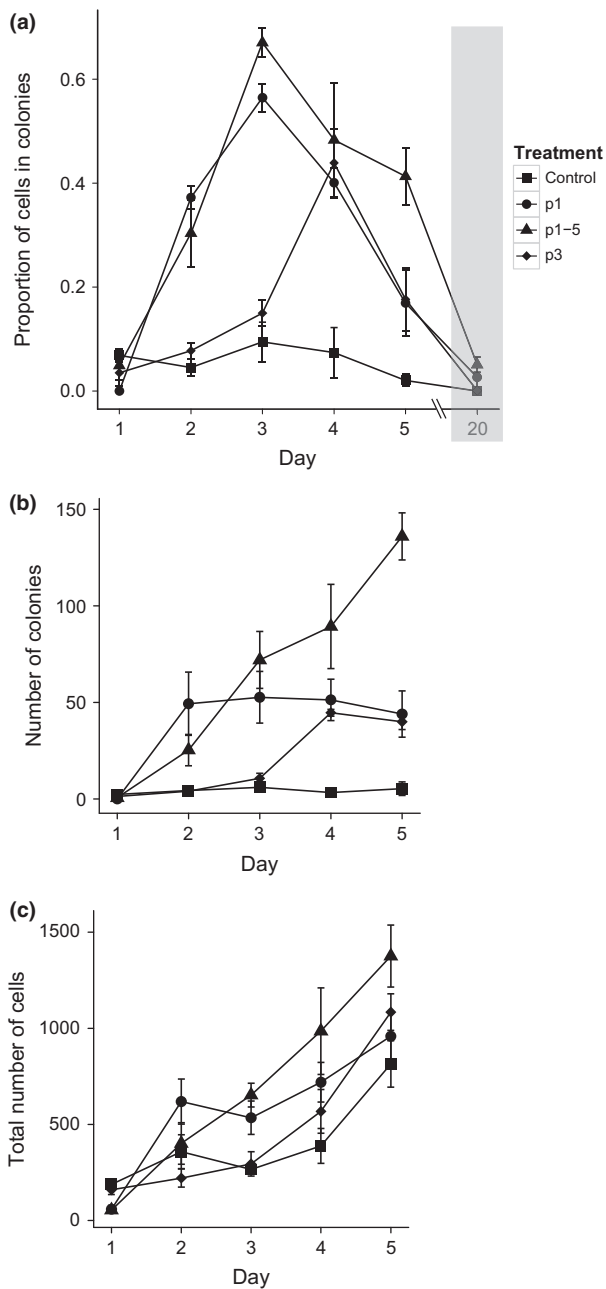 (a)
Proportion of cells in colonies
0.6
0.4
0.2
0.0
1 2 3 4 5 20
Day
Treatment
Control
p1
p1–5
p3
(b)
Number of colonies
150
100
50
0
1 2 3 4 5
Day
(c)
Total number of cells
1500
1000
500
0
1 2 3 4 5
Day